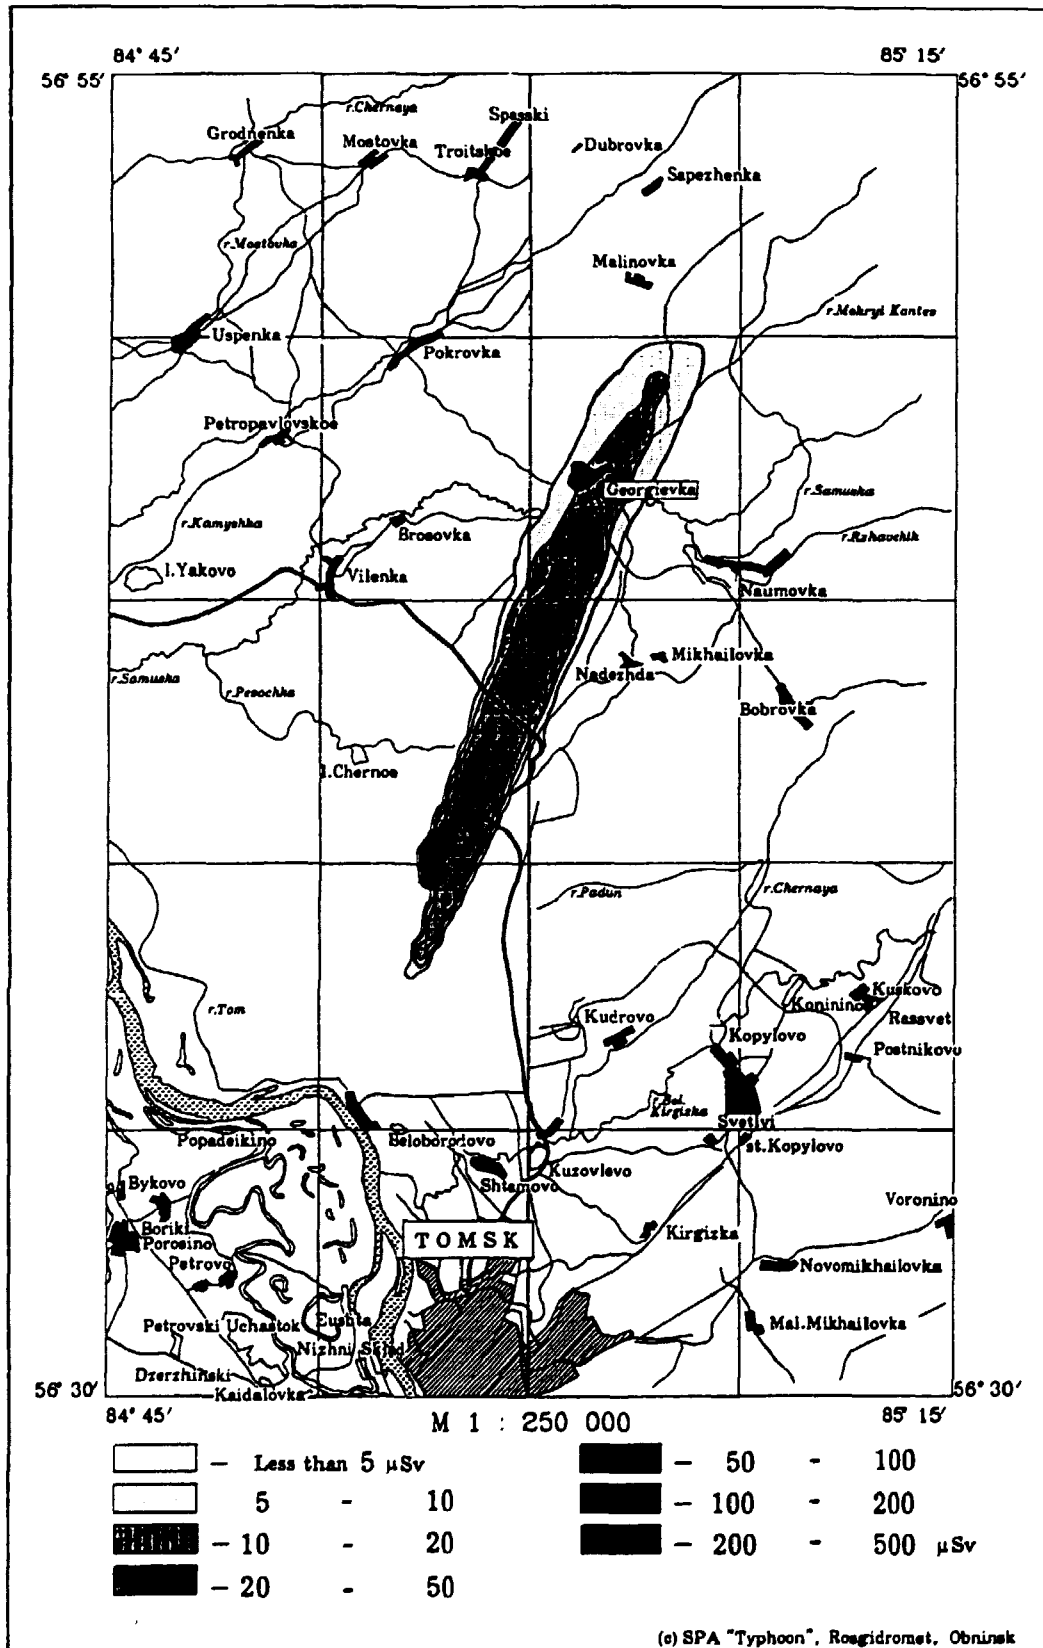 84° 45′ 85° 15′
56° 55′ 56° 55′
r.Chernaya
Spasski
Grodnenka
Mostovka
Troitskoe
Dubrovka
Sapezhenka
r.Mostovka
Malinovka
r.Mokryi Kantes
Uspenka
Pokrovka
Petropavlovskoe
Georgievka
r.Samuska
r.Kamyshka
Brosovka
r.Rzhavchik
l.Yakovo
Vilenka
Naumovka
Mikhailovka
Nadezhda
r.Samuska
r.Pesochka
Bobrovka
l.Chernoe
r.Padun
r.Chernaya
Kuskovo
Koninino
r.Tom
Rassvet
Kudrovo
Kopylovo
Postnikovo
r.Bol.
Kirgizka
Svetlyi
Popadeikino
Beloborodovo
st.Kopylovo
Kuzovlevo
Bykovo
Shtamovo
Voronino
Boriki
Porosino
TOMSK
Kirgizka
Petrovo
Novomikhailovka
Eushta
Petrovski Uchastok
Mal.Mikhailovka
Nizhni Sklad
Dzerzhinski
Kaidalovka
56° 30′ 56° 30′
84° 45′ 85° 15′
M 1 : 250 000
- Less than 5 μSv
5 - 10
- 10 - 20
- 20 - 50
- 50 - 100
- 100 - 200
- 200 - 500 μSv
(c) SPA "Typhoon", Rosgidromet, Obninsk